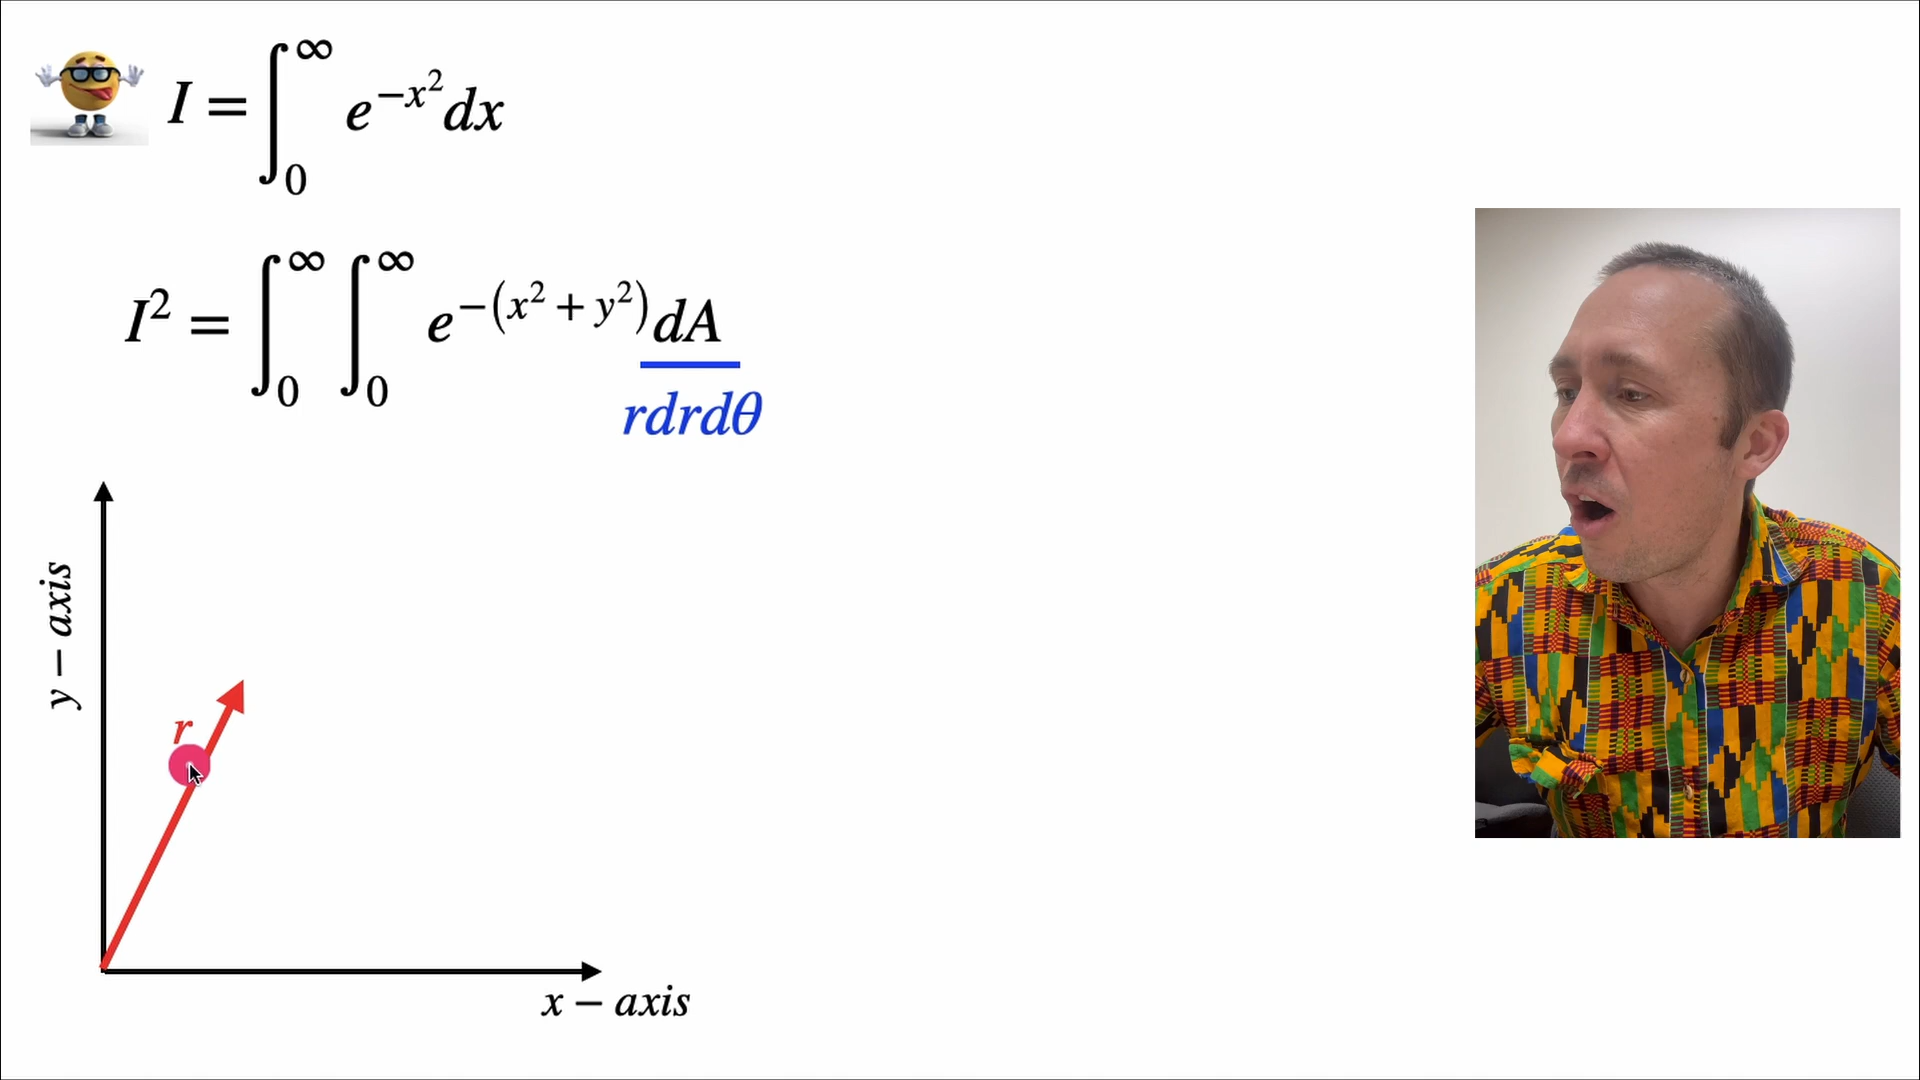 I = ∫₀^∞ e^{-x²} dx
I² = ∫₀^∞ ∫₀^∞ e^{-(x² + y²)} dA
rdrdθ
y − axis
r
x − axis